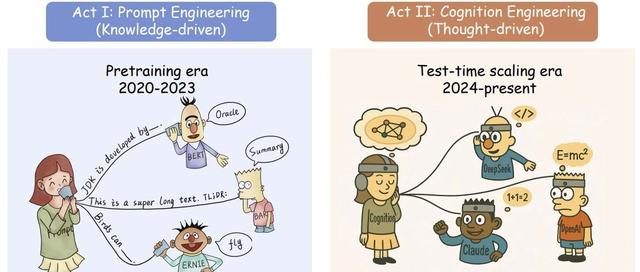 Act I: Prompt Engineering
(Knowledge-driven)
Act II: Cognition Engineering
(Thought-driven)
Pretraining era
2020-2023
JDK is developed by
Oracle
BERT
Summary
This is a super long text. TL;DR:
BAR
Prompt
Birds can
fly
ERNIE
Test-time scaling era
2024-present
</>
DeepSeek
E=mc²
1+1=2
Cognition
OpenAI
Claude